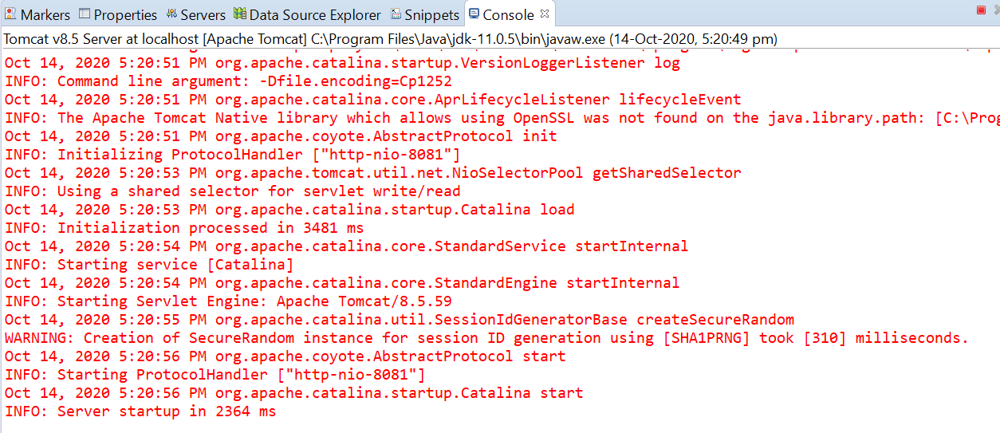 Markers Properties Servers Data Source Explorer Snippets Console
Tomcat v8.5 Server at localhost [Apache Tomcat] C:\Program Files\Java\jdk-11.0.5\bin\javaw.exe (14-Oct-2020, 5:20:49 pm)
Oct 14, 2020 5:20:51 PM org.apache.catalina.startup.VersionLoggerListener log
INFO: Command line argument: -Dfile.encoding=Cp1252
Oct 14, 2020 5:20:51 PM org.apache.catalina.core.AprLifecycleListener lifecycleEvent
INFO: The Apache Tomcat Native library which allows using OpenSSL was not found on the java.library.path: [C:\Prog
Oct 14, 2020 5:20:51 PM org.apache.coyote.AbstractProtocol init
INFO: Initializing ProtocolHandler ["http-nio-8081"]
Oct 14, 2020 5:20:53 PM org.apache.tomcat.util.net.NioSelectorPool getSharedSelector
INFO: Using a shared selector for servlet write/read
Oct 14, 2020 5:20:53 PM org.apache.catalina.startup.Catalina load
INFO: Initialization processed in 3481 ms
Oct 14, 2020 5:20:54 PM org.apache.catalina.core.StandardService startInternal
INFO: Starting service [Catalina]
Oct 14, 2020 5:20:54 PM org.apache.catalina.core.StandardEngine startInternal
INFO: Starting Servlet Engine: Apache Tomcat/8.5.59
Oct 14, 2020 5:20:55 PM org.apache.catalina.util.SessionIdGeneratorBase createSecureRandom
WARNING: Creation of SecureRandom instance for session ID generation using [SHA1PRNG] took [310] milliseconds.
Oct 14, 2020 5:20:56 PM org.apache.coyote.AbstractProtocol start
INFO: Starting ProtocolHandler ["http-nio-8081"]
Oct 14, 2020 5:20:56 PM org.apache.catalina.startup.Catalina start
INFO: Server startup in 2364 ms